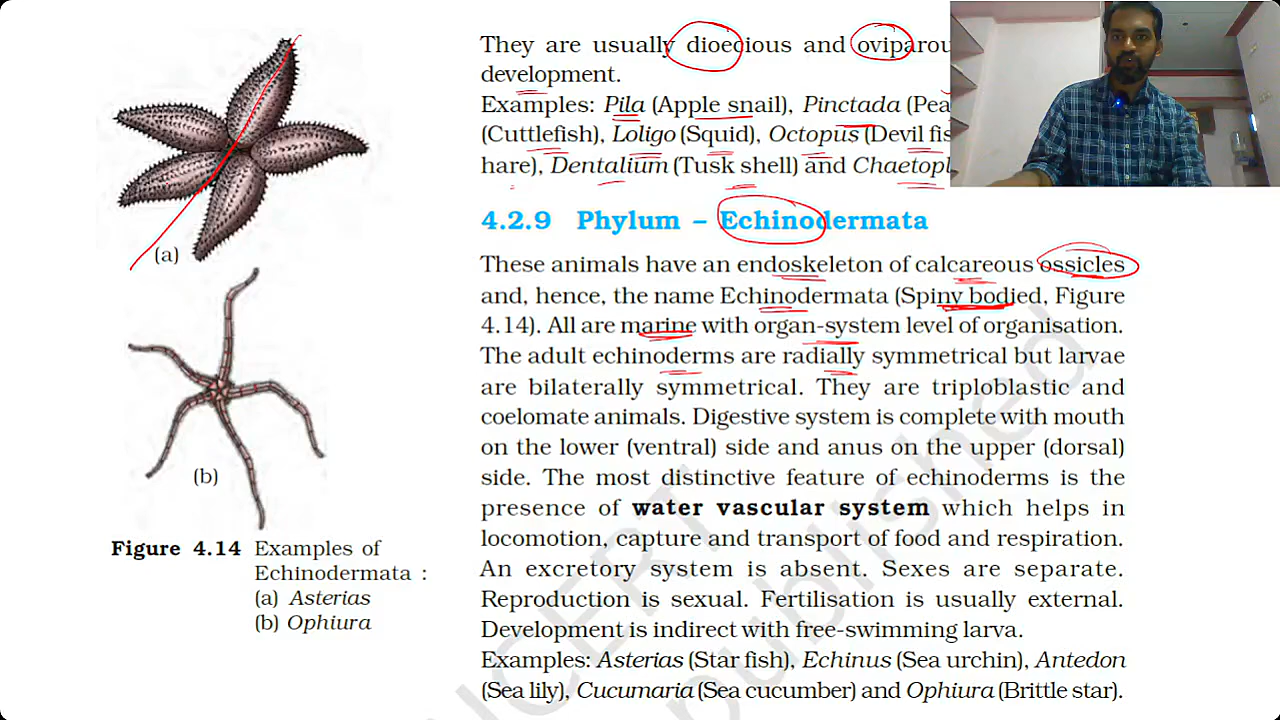 They are usually dioecious and oviparou
development.
Examples: Pila (Apple snail), Pinctada (Pea
(Cuttlefish), Loligo (Squid), Octopus (Devil fis
hare), Dentalium (Tusk shell) and Chaetopl
4.2.9 Phylum – Echinodermata
These animals have an endoskeleton of calcareous ossicles
and, hence, the name Echinodermata (Spiny bodied, Figure
4.14). All are marine with organ-system level of organisation.
The adult echinoderms are radially symmetrical but larvae
are bilaterally symmetrical. They are triploblastic and
coelomate animals. Digestive system is complete with mouth
on the lower (ventral) side and anus on the upper (dorsal)
side. The most distinctive feature of echinoderms is the
presence of water vascular system which helps in
locomotion, capture and transport of food and respiration.
An excretory system is absent. Sexes are separate.
Reproduction is sexual. Fertilisation is usually external.
Development is indirect with free-swimming larva.
Examples: Asterias (Star fish), Echinus (Sea urchin), Antedon
(Sea lily), Cucumaria (Sea cucumber) and Ophiura (Brittle star).
(a)
(b)
Figure 4.14 Examples of
Echinodermata :
(a) Asterias
(b) Ophiura
NCERT
published